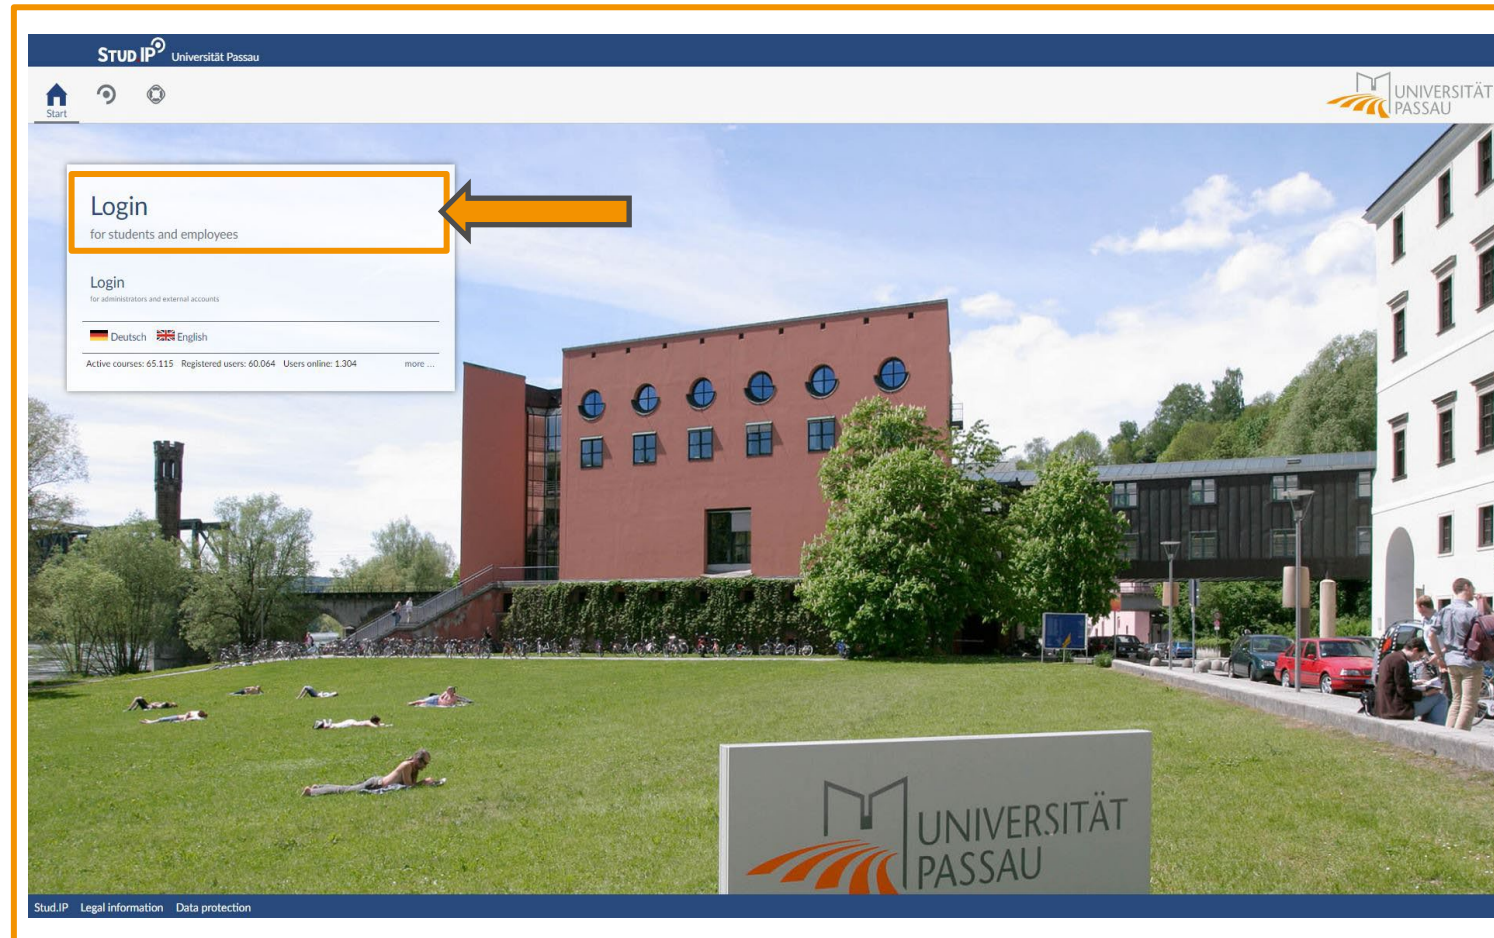 STUD.IP Universität Passau
Start
UNIVERSITÄT
PASSAU
Login
for students and employees
Login
for administrators and external accounts
Deutsch English
Active courses: 65.115 Registered users: 60.064 Users online: 1.304 more ...
UNIVERSITÄT
PASSAU
Stud.IP Legal information Data protection